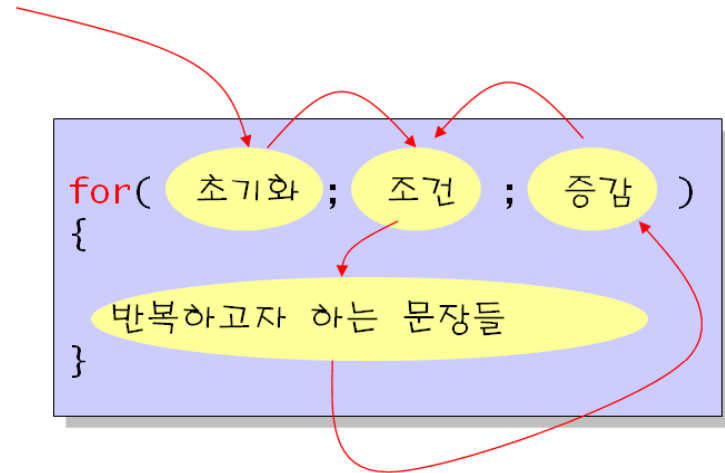 for( 초기화 ; 조건 ; 증감 )
{
반복하고자 하는 문장들
}